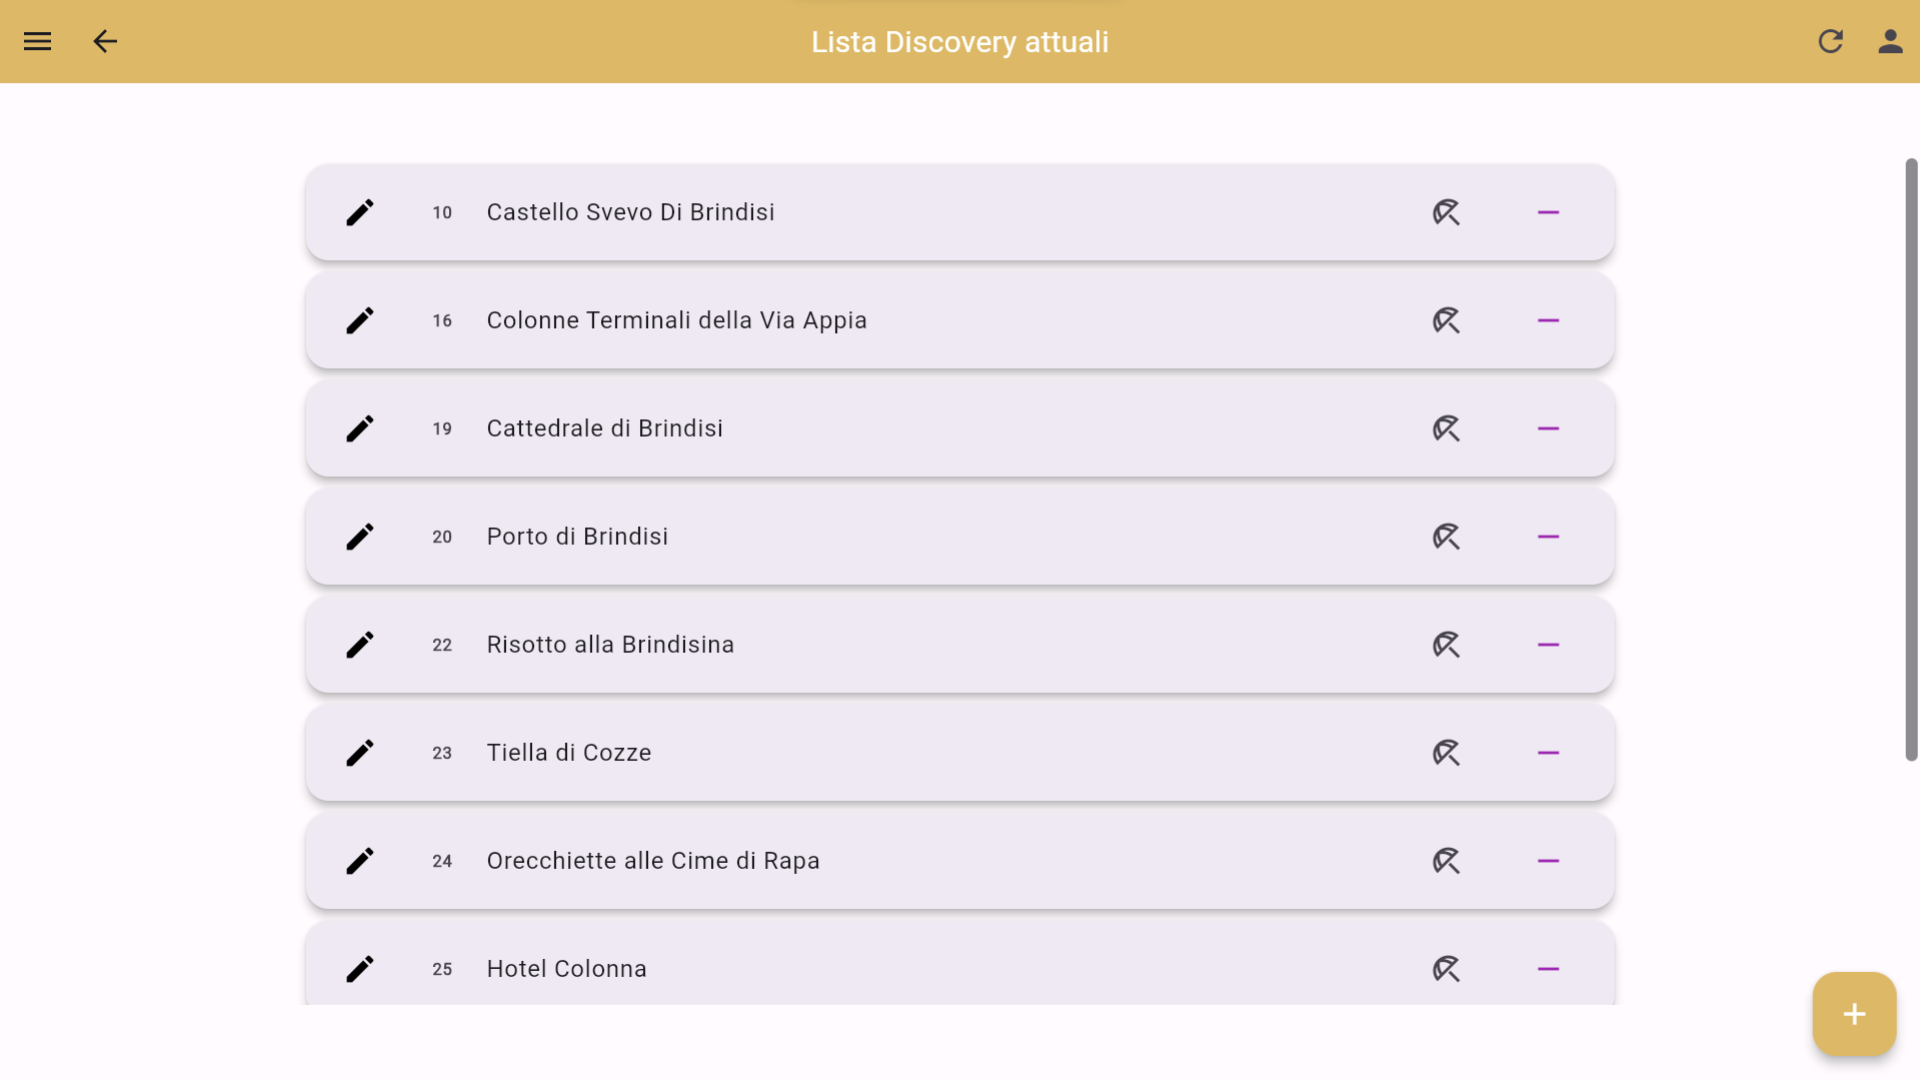 Lista Discovery attuali
10 Castello Svevo Di Brindisi
16 Colonne Terminali della Via Appia
19 Cattedrale di Brindisi
20 Porto di Brindisi
22 Risotto alla Brindisina
23 Tiella di Cozze
24 Orecchiette alle Cime di Rapa
25 Hotel Colonna